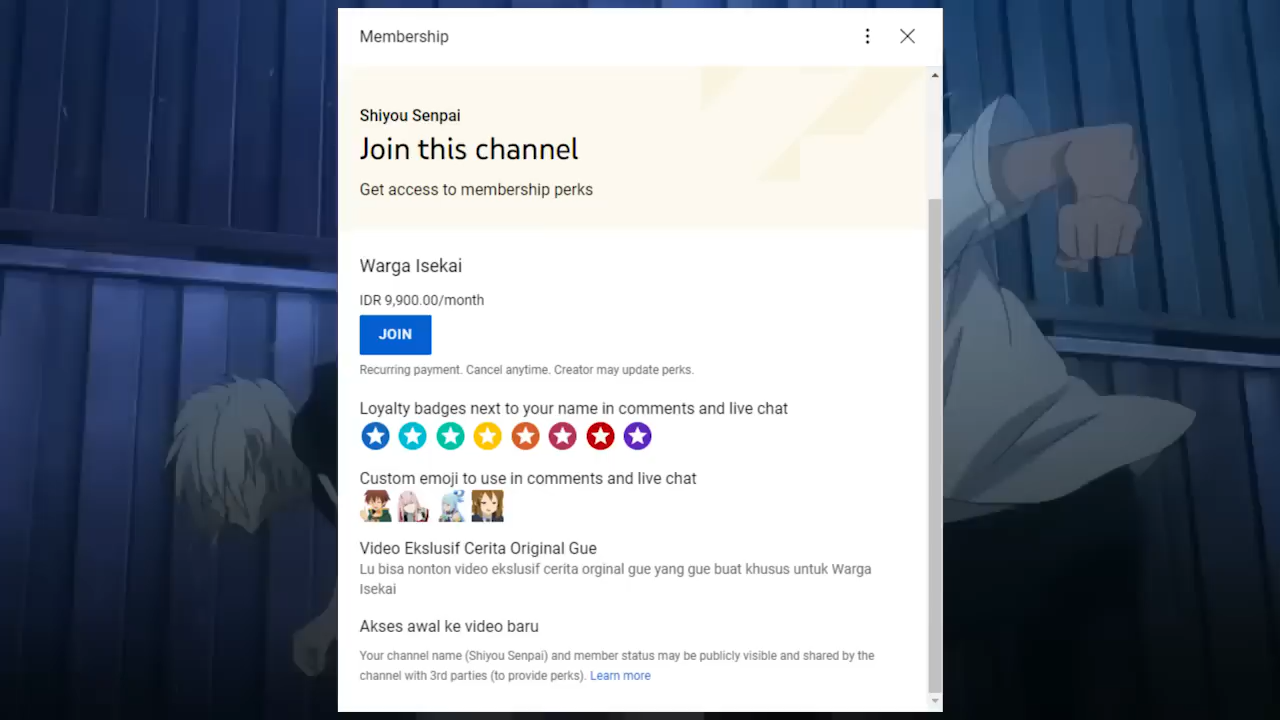 Membership
Shiyou Senpai
Join this channel
Get access to membership perks
Warga Isekai
IDR 9,900.00/month
JOIN
Recurring payment. Cancel anytime. Creator may update perks.
Loyalty badges next to your name in comments and live chat
Custom emoji to use in comments and live chat
Video Ekslusif Cerita Original Gue
Lu bisa nonton video ekslusif cerita orginal gue yang gue buat khusus untuk Warga
Isekai
Akses awal ke video baru
Your channel name (Shiyou Senpai) and member status may be publicly visible and shared by the
channel with 3rd parties (to provide perks). Learn more